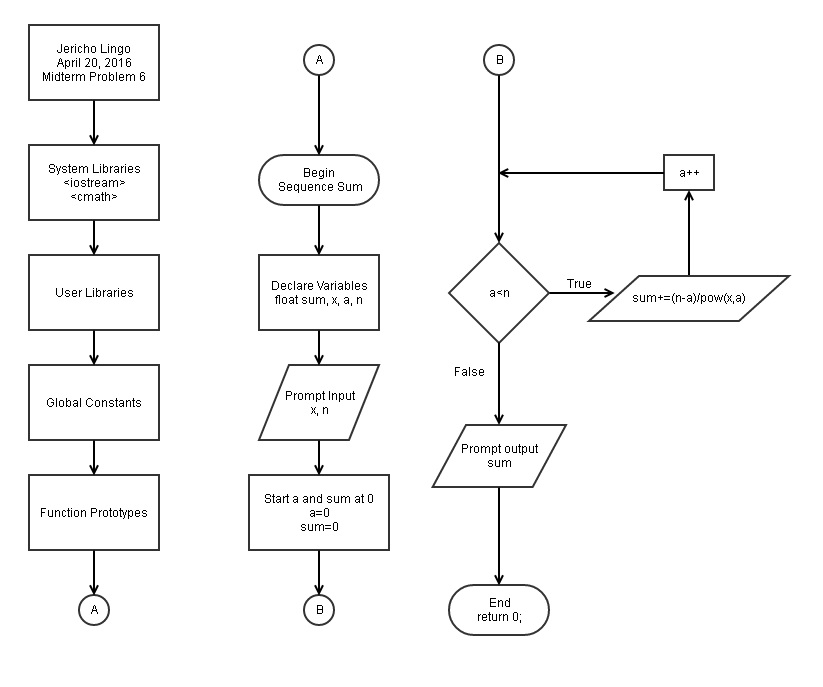 Jericho Lingo
April 20, 2016
Midterm Problem 6
System Libraries
<iostream>
<cmath>
User Libraries
Global Constants
Function Prototypes
A
A
Begin
Sequence Sum
Declare Variables
float sum, x, a, n
Prompt Input
x, n
Start a and sum at 0
a=0
sum=0
B
B
a++
a<n
True
sum+=(n-a)/pow(x,a)
False
Prompt output
sum
End
return 0;